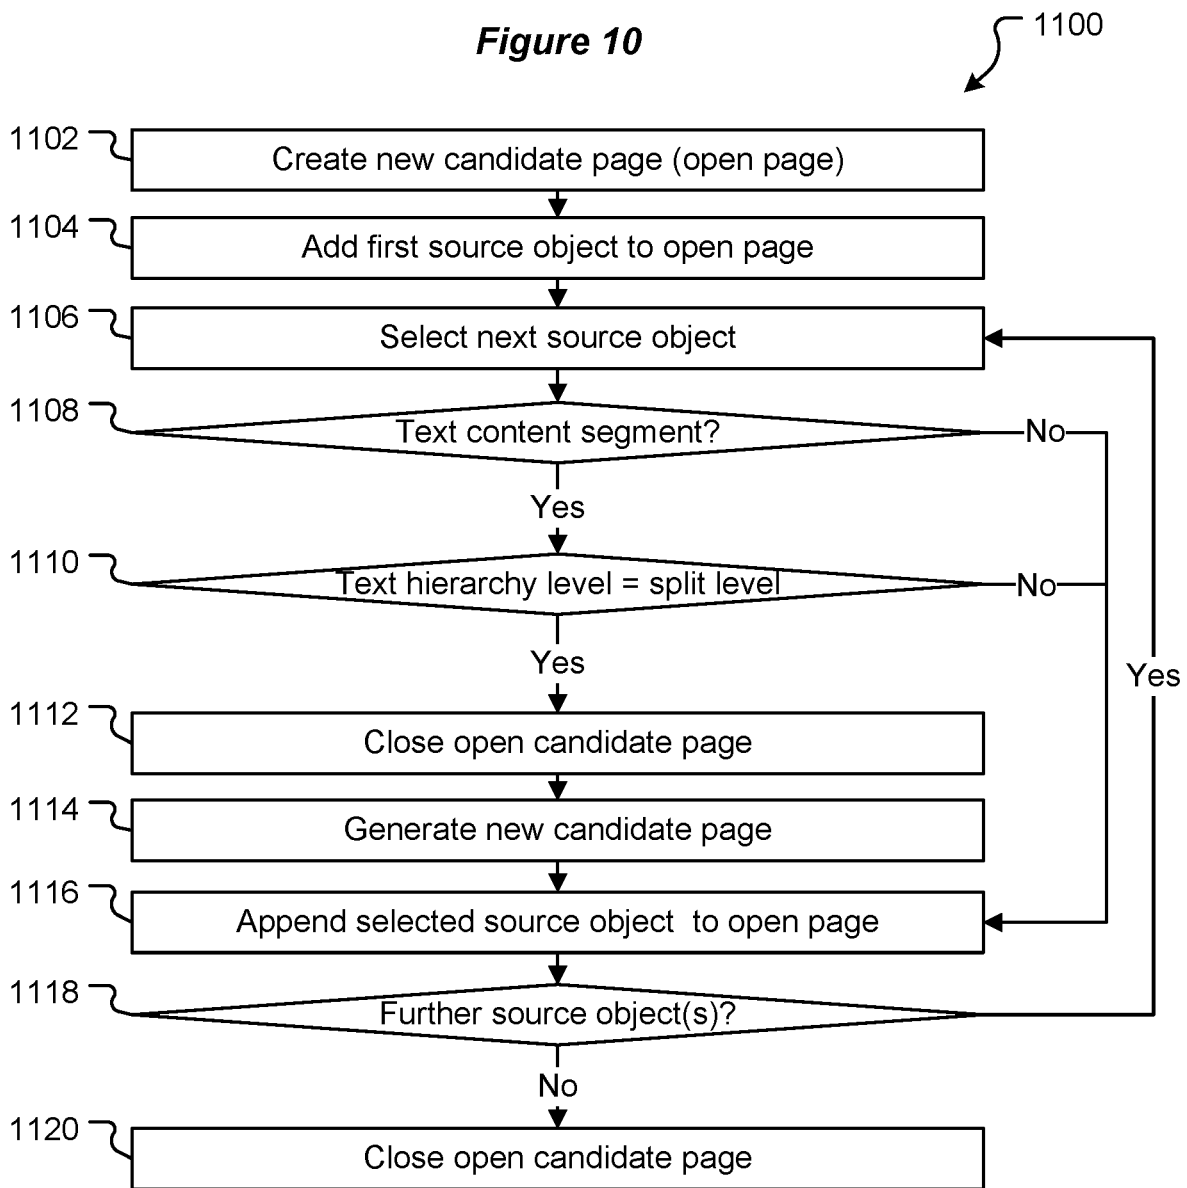 Figure 10
1100
1102
Create new candidate page (open page)
1104
Add first source object to open page
1106
Select next source object
1108
Text content segment?
No
Yes
1110
Text hierarchy level = split level
No
Yes
Yes
1112
Close open candidate page
1114
Generate new candidate page
1116
Append selected source object to open page
1118
Further source object(s)?
No
1120
Close open candidate page